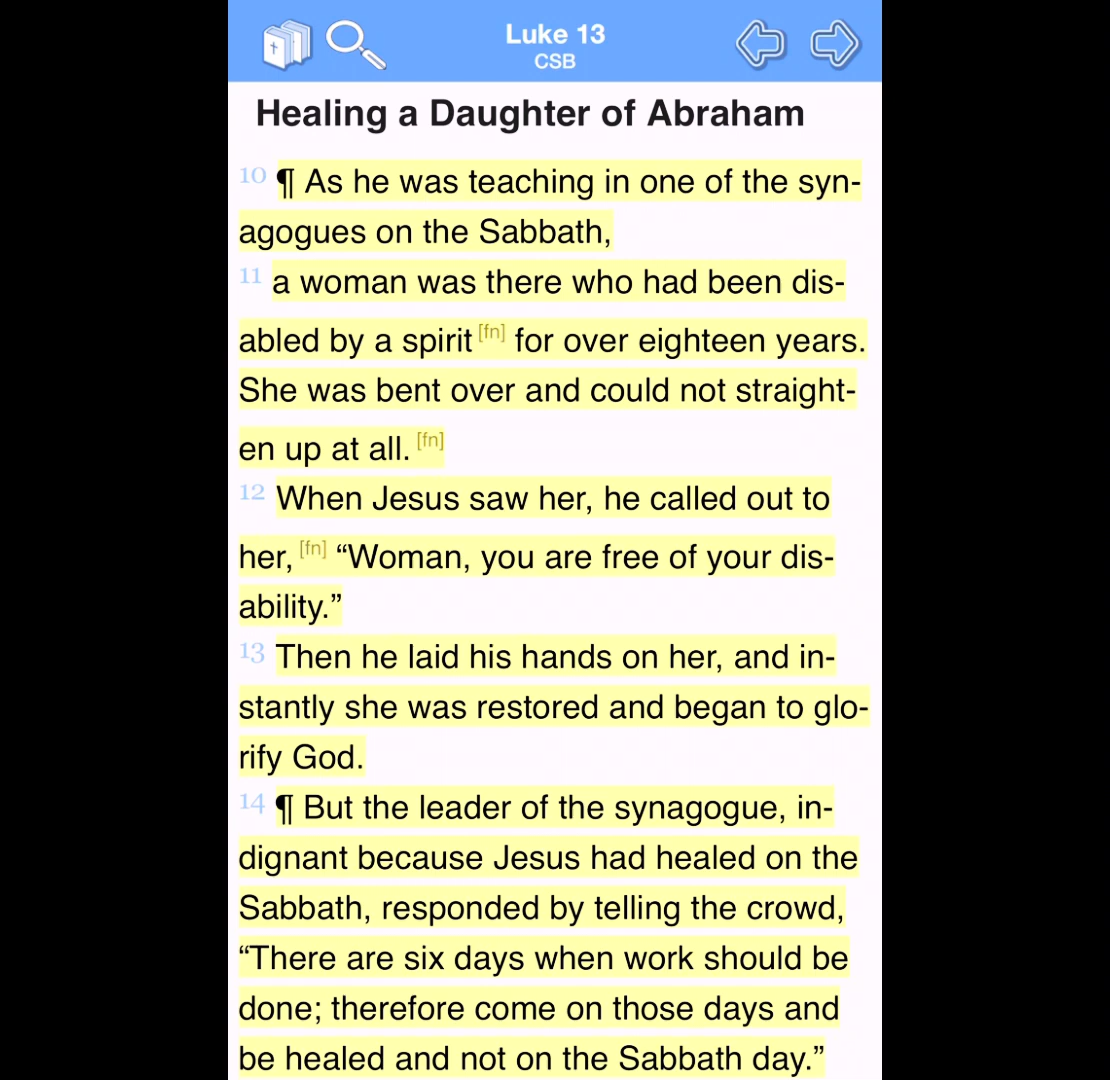 Luke 13
CSB
Healing a Daughter of Abraham
10 ¶ As he was teaching in one of the syn-
agogues on the Sabbath,
11 a woman was there who had been dis-
abled by a spirit [fn] for over eighteen years.
She was bent over and could not straight-
en up at all. [fn]
12 When Jesus saw her, he called out to
her, [fn] “Woman, you are free of your dis-
ability.”
13 Then he laid his hands on her, and in-
stantly she was restored and began to glo-
rify God.
14 ¶ But the leader of the synagogue, in-
dignant because Jesus had healed on the
Sabbath, responded by telling the crowd,
“There are six days when work should be
done; therefore come on those days and
be healed and not on the Sabbath day.”